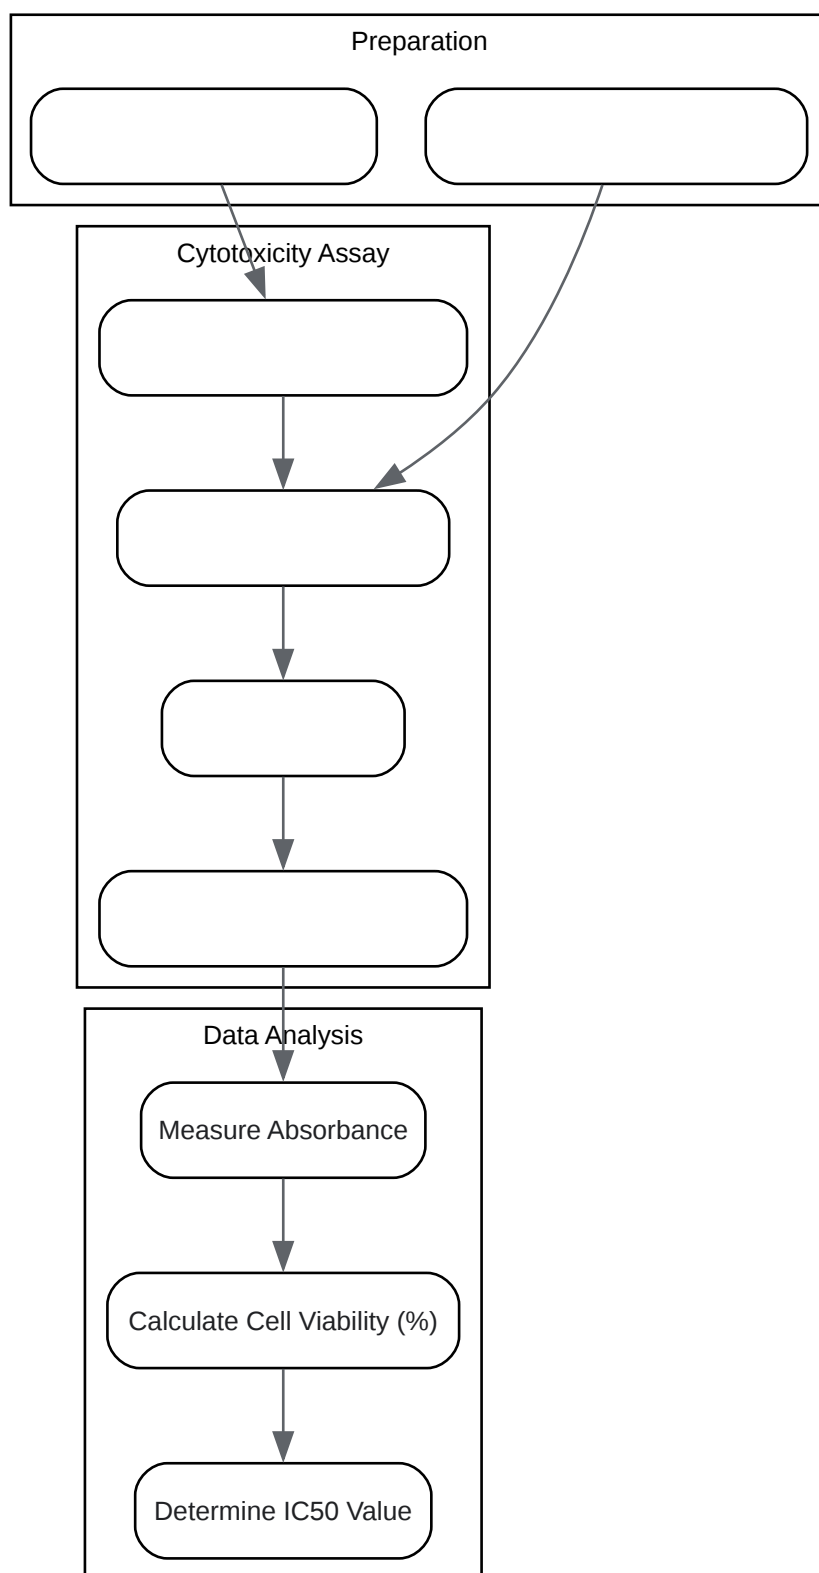 Preparation
Cytotoxicity Assay
Data Analysis
Measure Absorbance
Calculate Cell Viability (%)
Determine IC50 Value